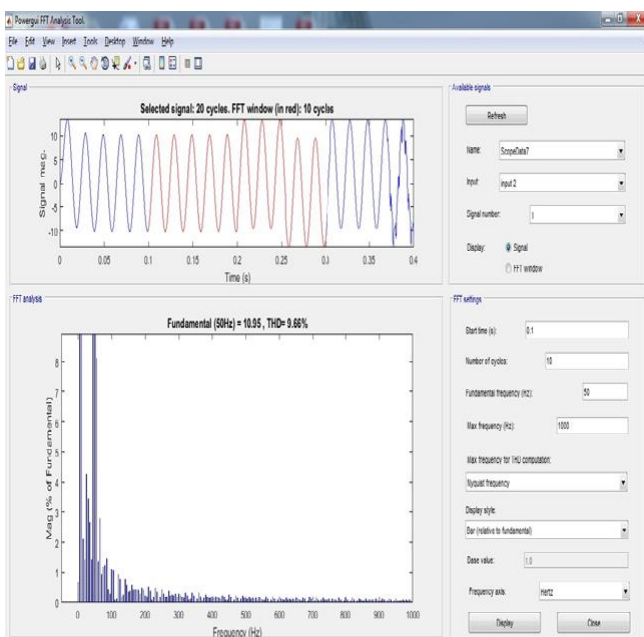 Powergui FFT Analysis Tool.
File Edit View Insert Tools Desktop Window Help
Signal
Selected signal: 20 cycles. FFT window (in red): 10 cycles
Signal mag.
10
5
0
-5
-10
0 0.05 0.1 0.15 0.2 0.25 0.3 0.35 0.4
Time (s)
FFT analysis
Fundamental (50Hz) = 10.95 , THD= 9.66%
Mag (% of Fundamental)
8
7
6
5
4
3
2
1
0
0 100 200 300 400 500 600 700 800 900 1000
Frequency (Hz)
Available signals
Refresh
Name: ScopeData7
Input: input 2
Signal number: 1
Display: Signal
FFT window
FFT settings
Start time (s): 0.1
Number of cycles: 10
Fundamental frequency (Hz): 50
Max frequency (Hz): 1000
Max frequency for THD computation:
Nyquist frequency
Display style:
Bar (relative to fundamental)
Base value: 1.0
Frequency axis: Hertz
Display Close